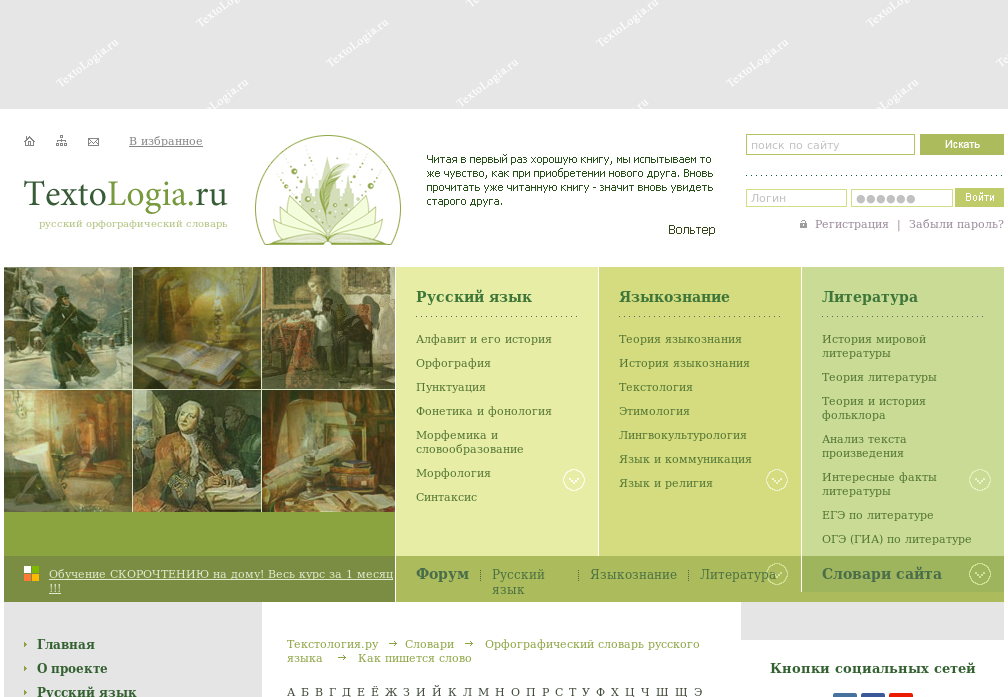 TextoLogia.ru
TextoLogia.ru
TextoLogia.ru
TextoLogia.ru
TextoLogia.ru
TextoLogia.ru
TextoLogia.ru
В избранное
TextoLogia.ru
русский орфографический словарь
Читая в первый раз хорошую книгу, мы испытываем то
же чувство, как при приобретении нового друга. Вновь
прочитать уже читанную книгу - значит вновь увидеть
старого друга.
Вольтер
поиск по сайту
Искать
Логин
Войти
Регистрация | Забыли пароль?
Русский язык
Алфавит и его история
Орфография
Пунктуация
Фонетика и фонология
Морфемика и
словообразование
Морфология
Синтаксис
Языкознание
Теория языкознания
История языкознания
Текстология
Этимология
Лингвокультурология
Язык и коммуникация
Язык и религия
Литература
История мировой
литературы
Теория литературы
Теория и история
фольклора
Анализ текста
произведения
Интересные факты
литературы
ЕГЭ по литературе
ОГЭ (ГИА) по литературе
Обучение СКОРОЧТЕНИЮ на дому! Весь курс за 1 месяц
!!!
Форум
Русский
язык
Языкознание
Литература
Словари сайта
Главная
О проекте
Русский язык
Текстология.ру → Словари → Орфографический словарь русского
языка → Как пишется слово
А Б В Г Д Е Ё Ж З И Й К Л М Н О П Р С Т У Ф Х Ц Ч Ш Щ Э
Кнопки социальных сетей